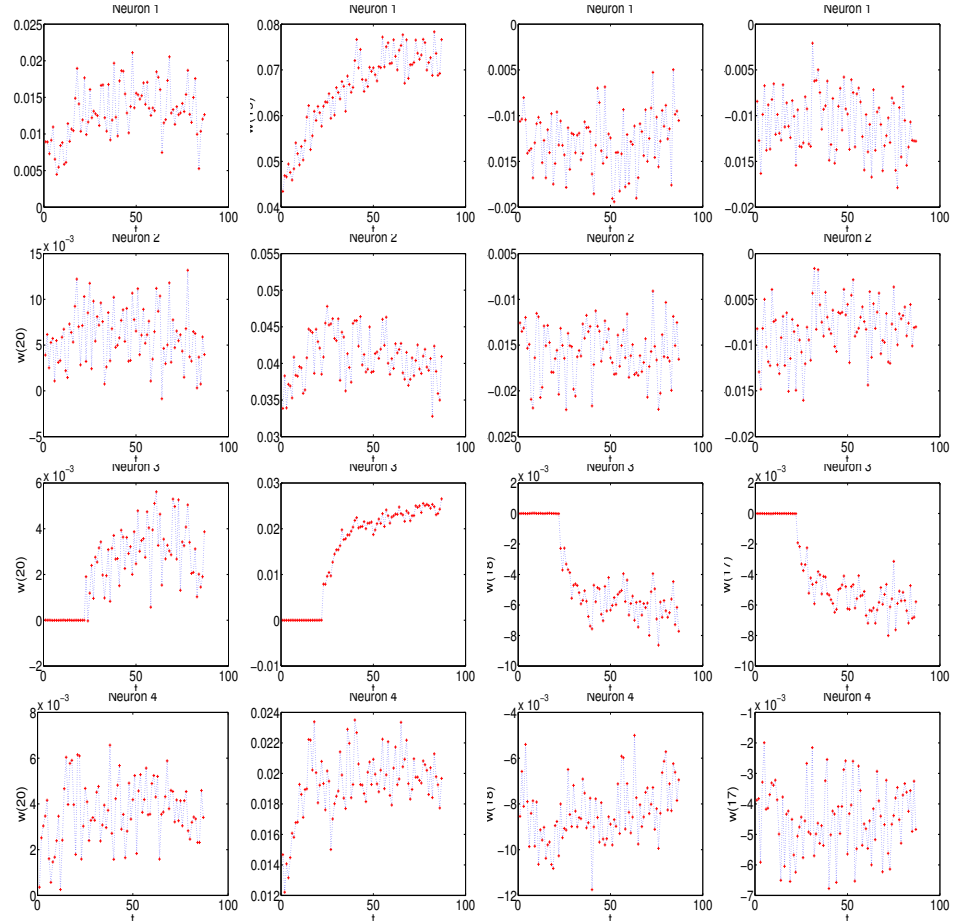 Neuron 1 Neuron 1 Neuron 1 Neuron 1
0.025 0.08 −0 0
0.02 −0.005 −0.005
0.015 0.07
0.01 0.06 −0.01 −0.01
0.005 0.05 −0.015 −0.015
0 0.04 −0.02 −0.02
0 50 100 0 50 100 0 50 100 0 50 100
t t t t
Neuron 2 Neuron 2 Neuron 2 Neuron 2
x 10⁻³
15 0.055 −0.005 0
10 0.05 −0.01 −0.005
w(20)
5 0.045 −0.015 −0.01
0.04
0 0.035 −0.02 −0.015
−5 0.03 0.025 −0.02
0 50 100 0 50 100 0 50 100 0 50 100
t t t t
Neuron 3 Neuron 3 Neuron 3 Neuron 3
x 10⁻³ x 10⁻³ x 10⁻³
6 0.03 2 2
4 0.02 0 0
−2 −2
w(20) w(18) w(17)
2 0.01 −4 −4
0 0 −6 −6
−8 −8
−2 −0.01 −10 −10
0 50 100 0 50 100 0 50 100 0 50 100
t t t t
Neuron 4 Neuron 4 Neuron 4 Neuron 4
x 10⁻³ x 10⁻³ x 10⁻³
8 0.024 −4 −1
0.022 −2
6 0.02 −6 −3
w(20) w(18) w(17)
4 0.018 −8 −4
0.016 −5
2 0.014 −10 −6
0 0.012 −12 −7
0 50 100 0 50 100 0 50 100 0 50 100
t t t t